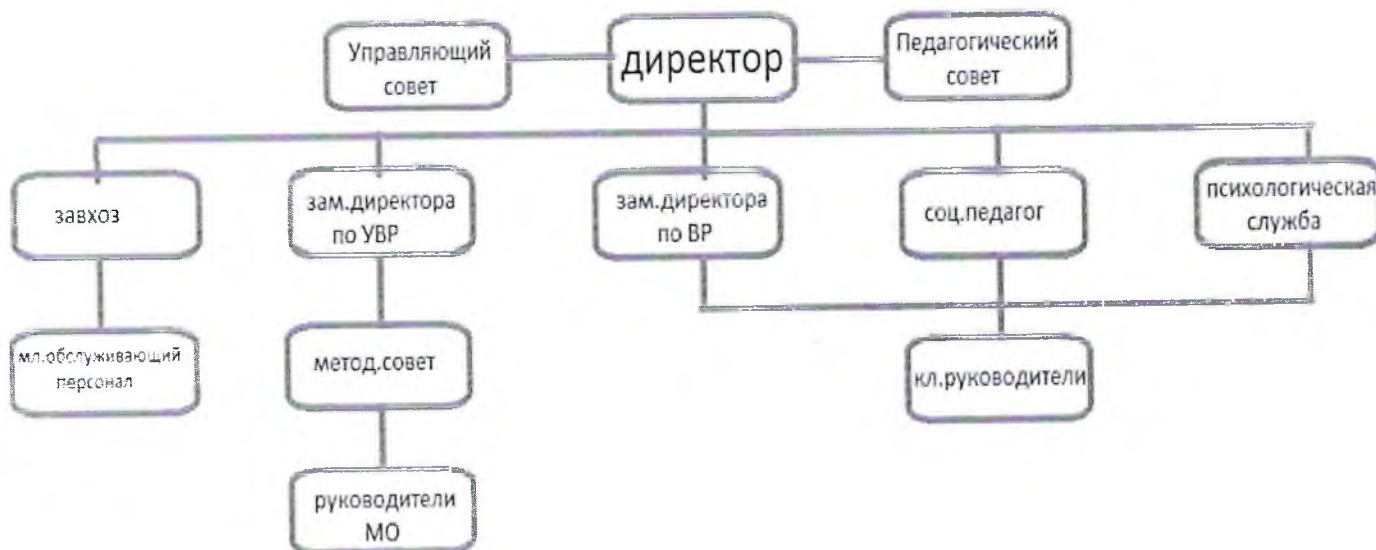 Управляющий
совет
директор
Педагогический
совет
завхоз
зам.директора
по УВР
зам.директора
по ВР
соц.педагог
психологическая
служба
мл.обслуживающий
персонал
метод.совет
кл.руководители
руководители
МО